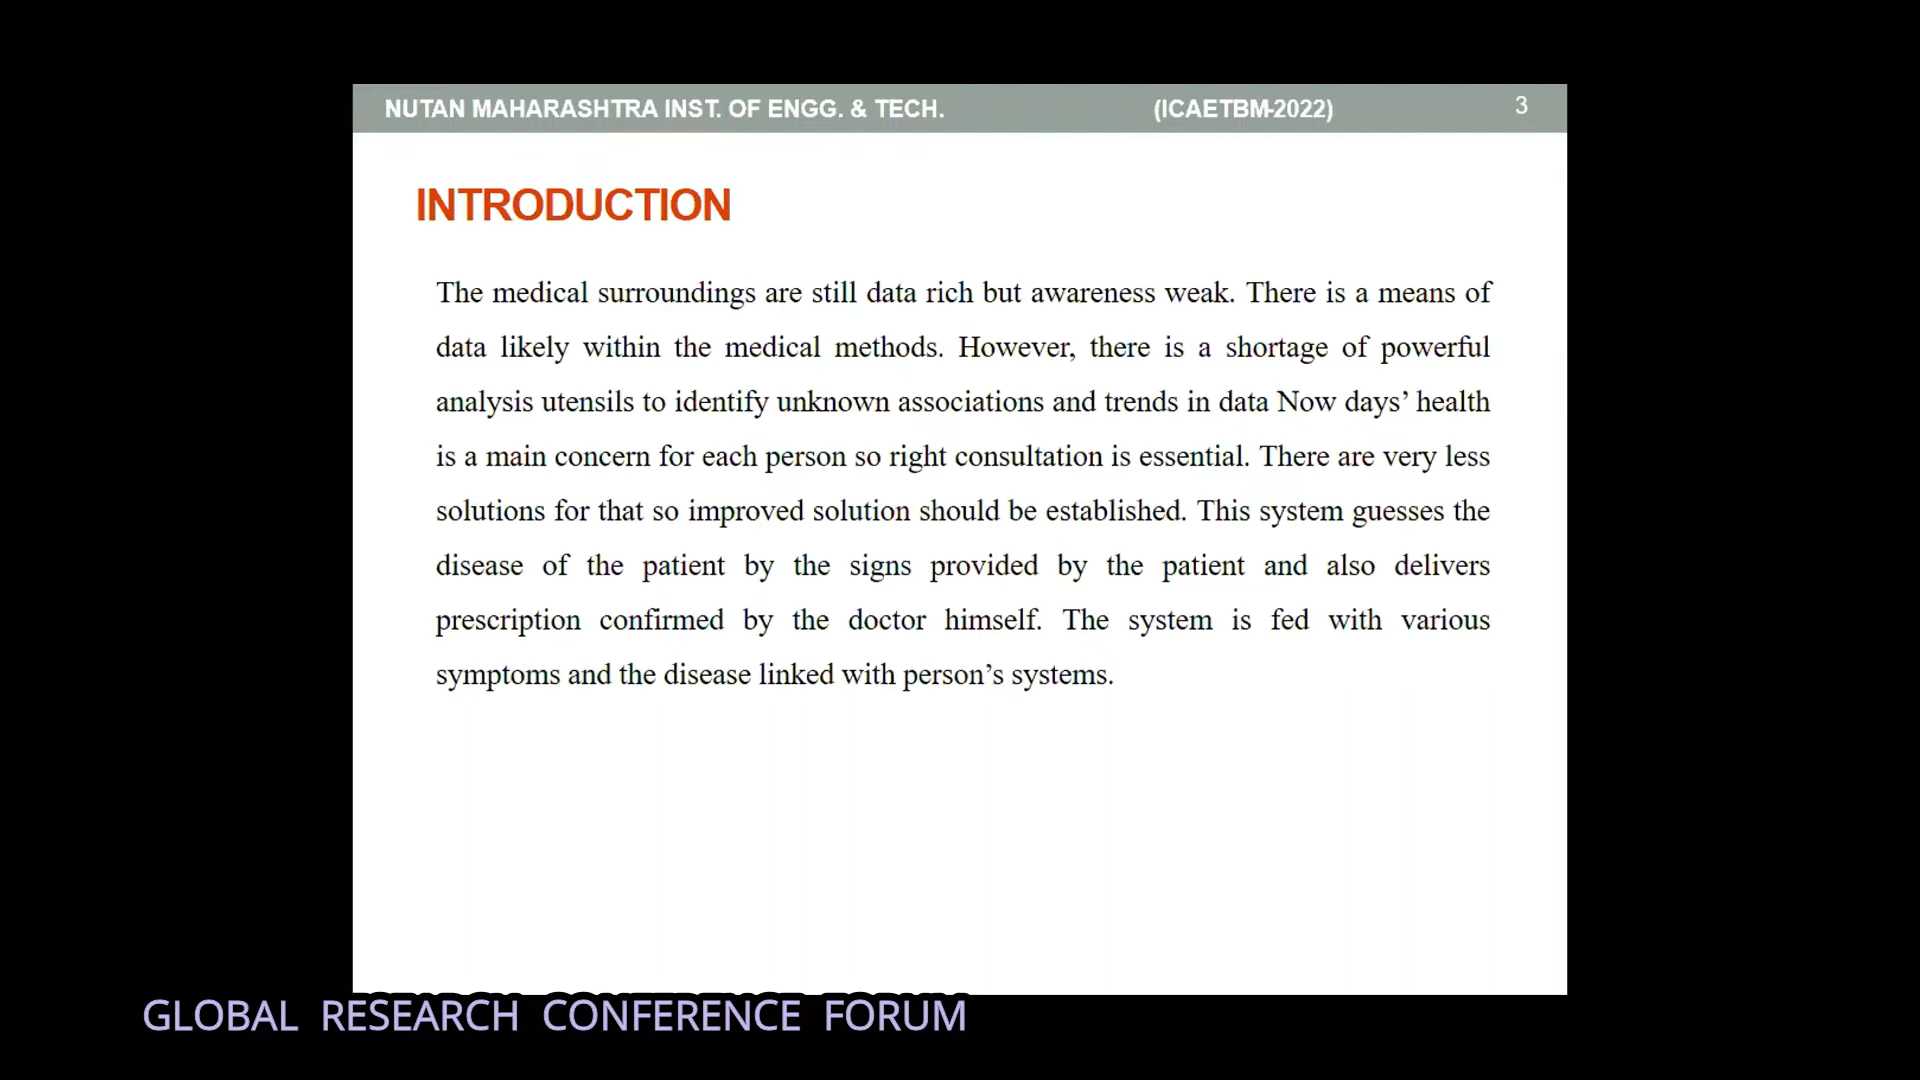 NUTAN MAHARASHTRA INST. OF ENGG. & TECH. (ICAETBM-2022) 3
INTRODUCTION
The medical surroundings are still data rich but awareness weak. There is a means of
data likely within the medical methods. However, there is a shortage of powerful
analysis utensils to identify unknown associations and trends in data Now days’ health
is a main concern for each person so right consultation is essential. There are very less
solutions for that so improved solution should be established. This system guesses the
disease of the patient by the signs provided by the patient and also delivers
prescription confirmed by the doctor himself. The system is fed with various
symptoms and the disease linked with person’s systems.
GLOBAL RESEARCH CONFERENCE FORUM